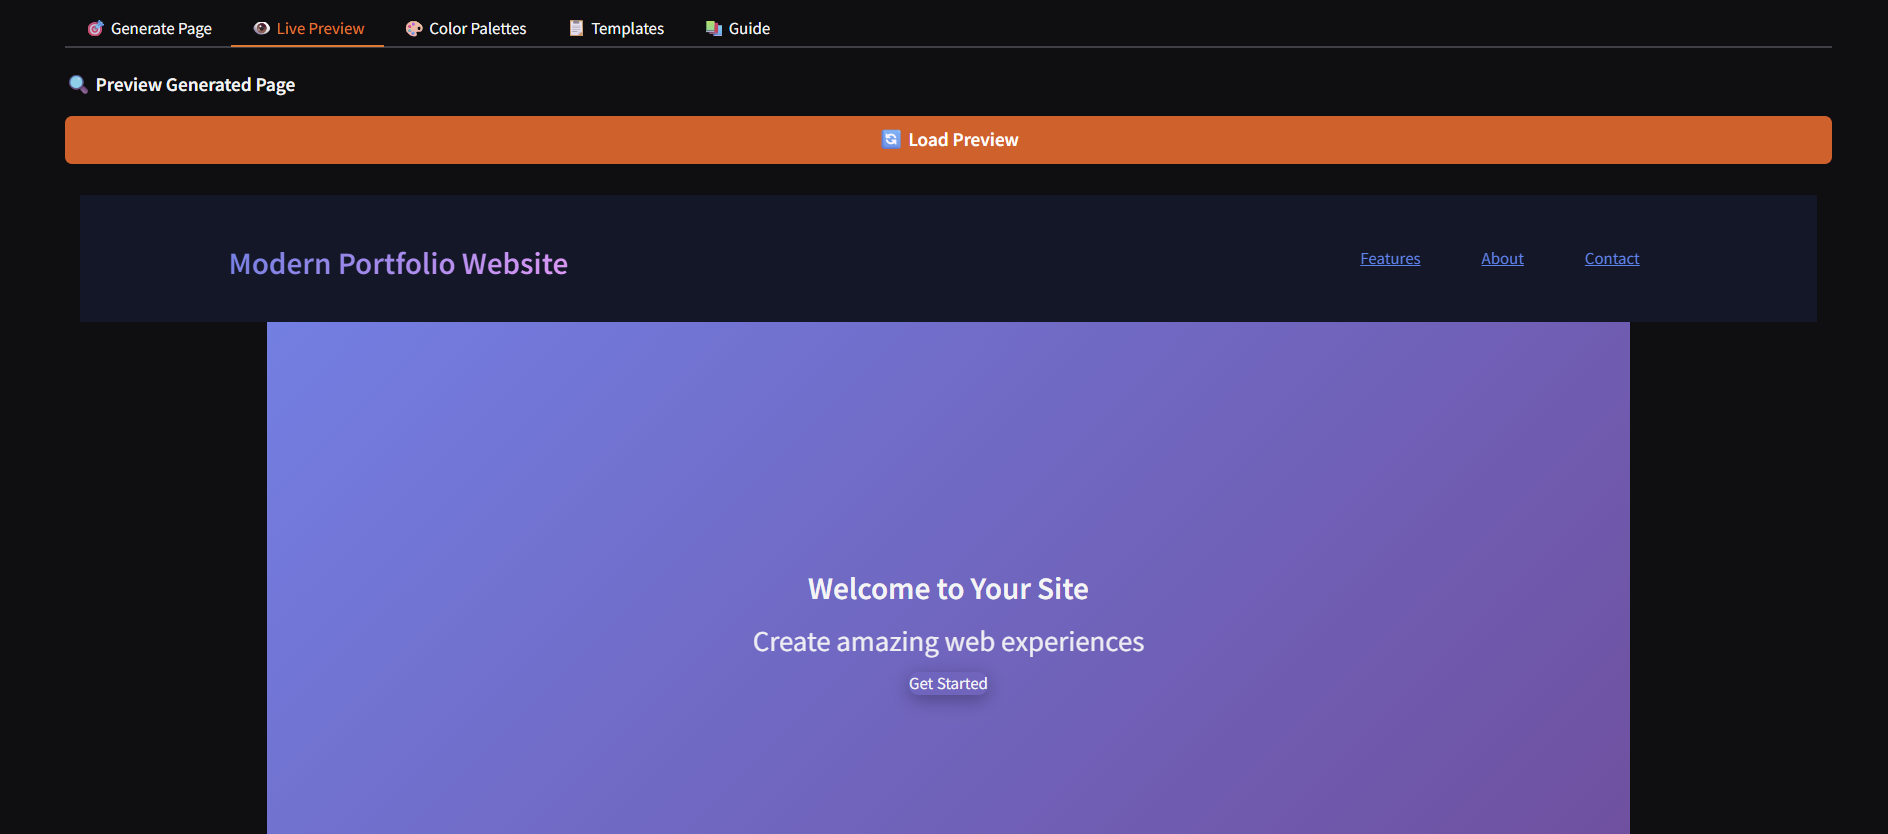 Generate Page
Live Preview
Color Palettes
Templates
Guide
Preview Generated Page
Load Preview
Modern Portfolio Website
Features
About
Contact
Welcome to Your Site
Create amazing web experiences
Get Started